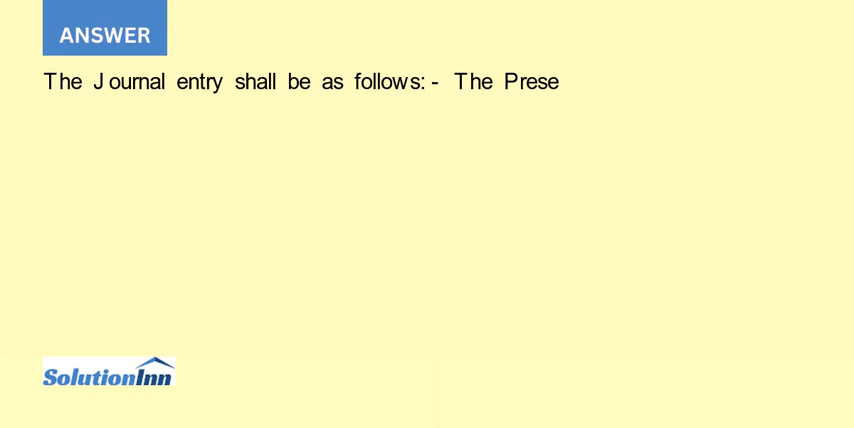 ANSWER
The Journal entry shall be as follows: - The Prese
SolutionInn